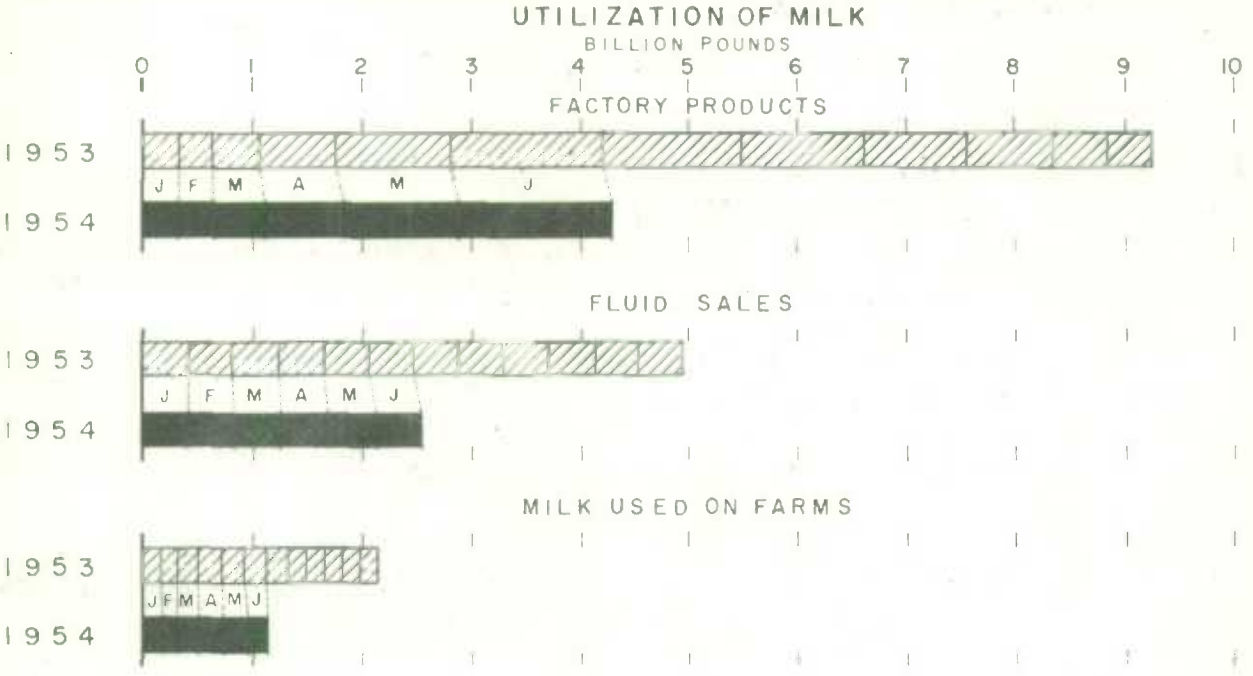 UTILIZATION OF MILK
BILLION POUNDS
0 1 2 3 4 5 6 7 8 9 10
FACTORY PRODUCTS
1953
J F M A M J
1954
FLUID SALES
1953
J F M A M J
1954
MILK USED ON FARMS
1953
J F M A M J
1954